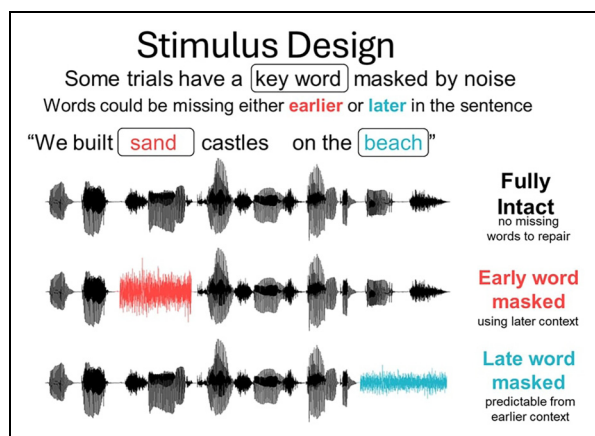 Stimulus Design
Some trials have a key word masked by noise
Words could be missing either earlier or later in the sentence
“We built sand castles on the beach”
Fully
Intact
no missing
words to repair
Early word
masked
using later context
Late word
masked
predictable from
earlier context